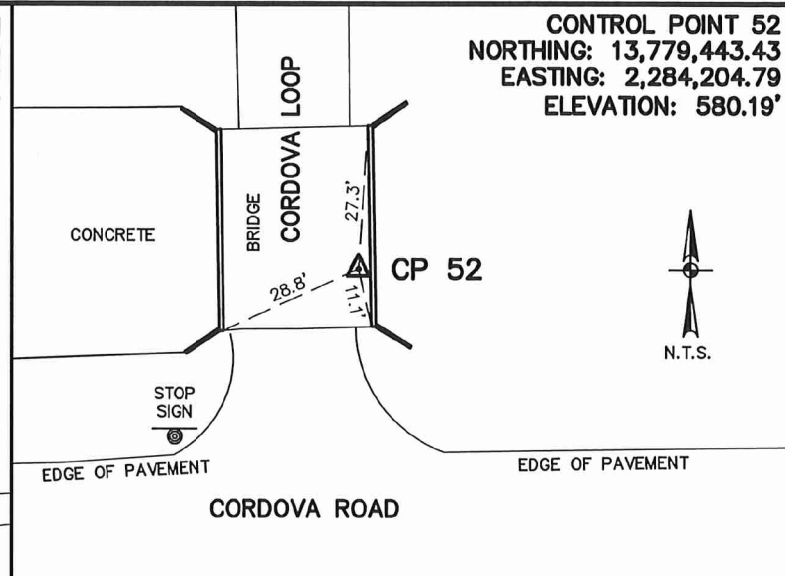 CONTROL POINT 52
NORTHING: 13,779,443.43
EASTING: 2,284,204.79
ELEVATION: 580.19'
CORDOVA LOOP
BRIDGE
CONCRETE
27.3'
CP 52
28.8'
11.1'
N.T.S.
STOP
SIGN
EDGE OF PAVEMENT
EDGE OF PAVEMENT
CORDOVA ROAD